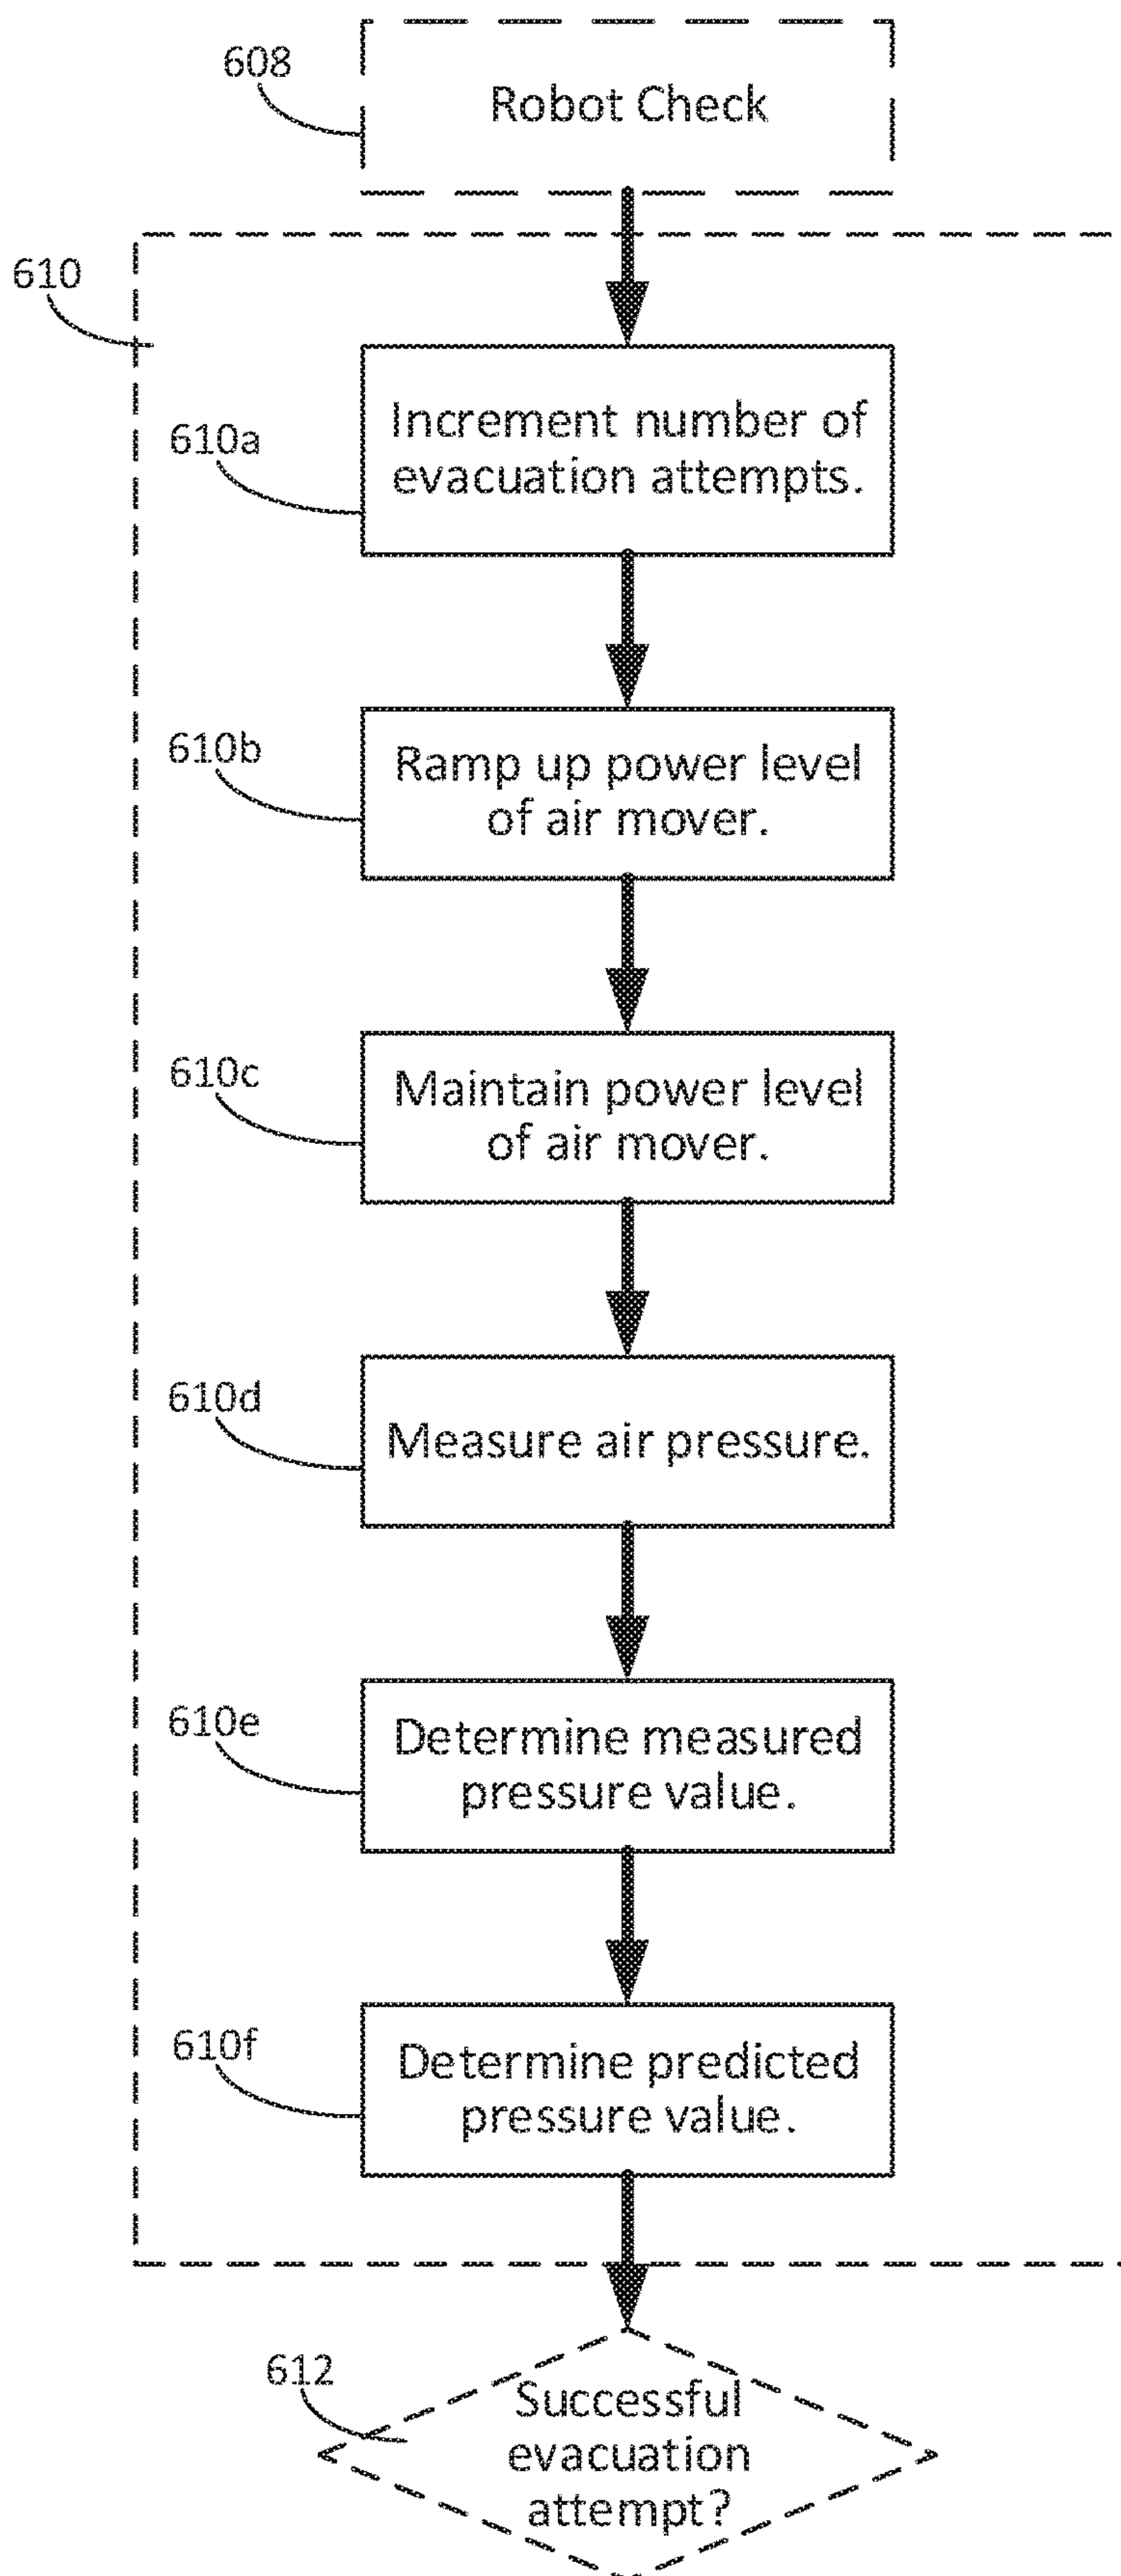 608
Robot Check
610
610a
Increment number of
evacuation attempts.
610b
Ramp up power level
of air mover.
610c
Maintain power level
of air mover.
610d
Measure air pressure.
610e
Determine measured
pressure value.
610f
Determine predicted
pressure value.
612
Successful
evacuation
attempt?